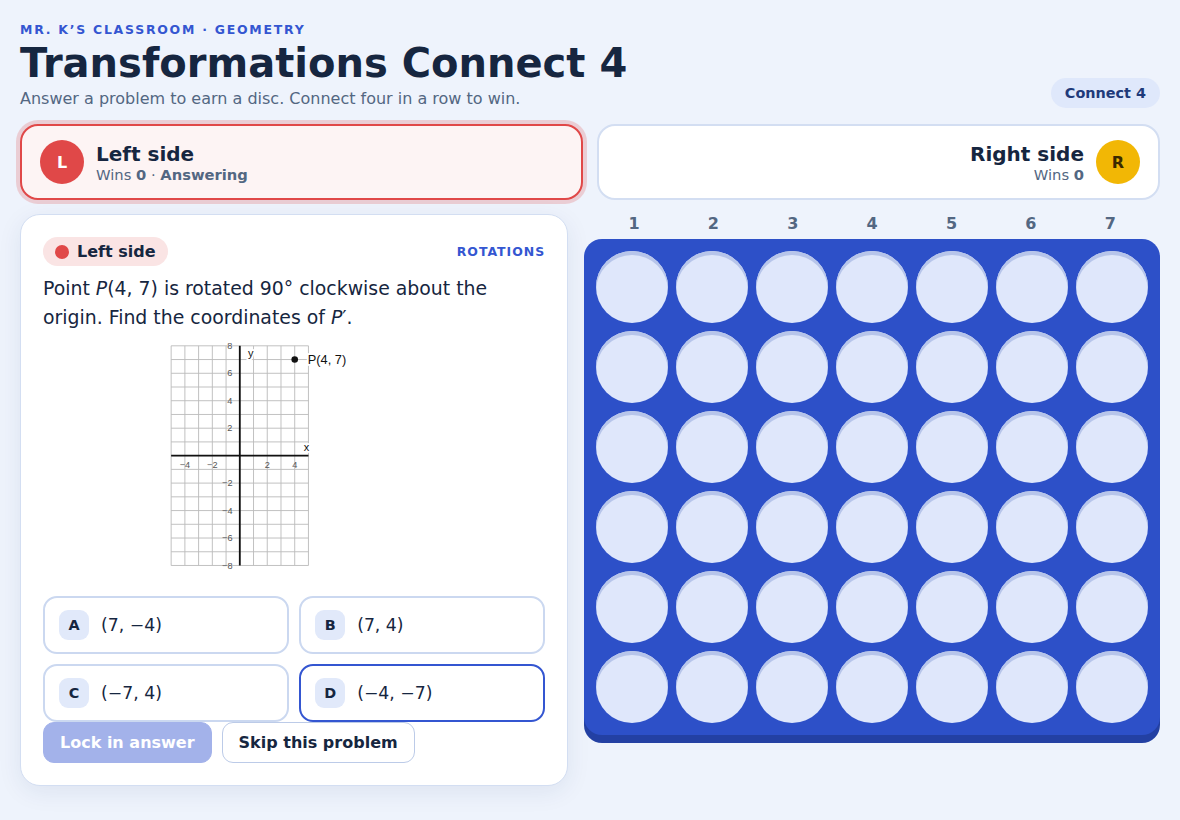 MR. K’S CLASSROOM · GEOMETRY
Transformations Connect 4
Answer a problem to earn a disc. Connect four in a row to win.
Connect 4
L
Left side
Wins 0 · Answering
Right side
Wins 0
R
Left side
ROTATIONS
Point P(4, 7) is rotated 90° clockwise about the
origin. Find the coordinates of P′.
8
y
P(4, 7)
6
4
2
x
−4 −2 2 4
−2
−4
−6
−8
A (7, −4)
B (7, 4)
C (−7, 4)
D (−4, −7)
Lock in answer
Skip this problem
1 2 3 4 5 6 7